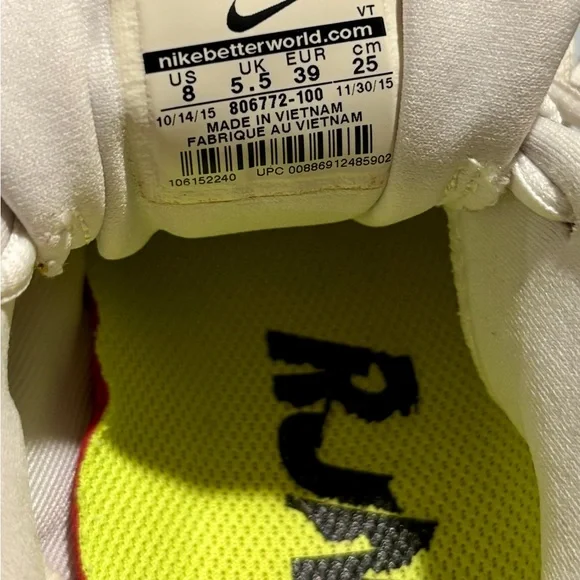 VT
nikebetterworld.com
US UK EUR cm
8 5.5 39 25
10/14/15 806772-100 11/30/15
MADE IN VIETNAM
FABRIQUE AU VIETNAM
106152240 UPC 00886912485902